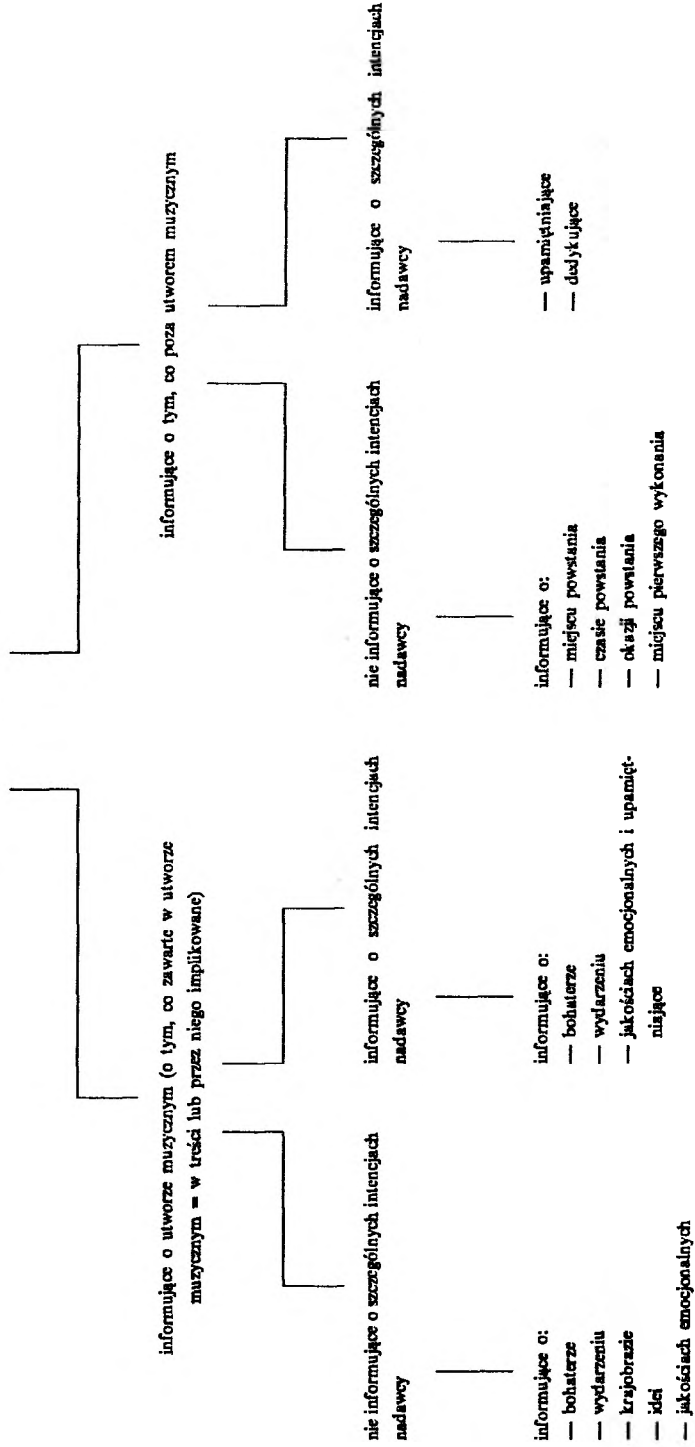 informujące o utworze muzycznym (o tym, co zawarte w utworze
muzycznym = w treści lub przez niego implikowane)
informujące o tym, co poza utworem muzycznym
nie informujące o szczególnych intencjach
nadawcy
informujące o szczególnych intencjach
nadawcy
nie informujące o szczególnych intencjach
nadawcy
informujące o szczególnych intencjach
nadawcy
informujące o:
— bohaterze
— wydarzeniu
— krajobrazie
— idei
— jakościach emocjonalnych
informujące o:
— bohaterze
— wydarzeniu
— jakościach emocjonalnych i upamięt-
niające
informujące o:
— miejscu powstania
— czasie powstania
— okazji powstania
— miejscu pierwszego wykonania
— upamiętniające
— dedykujące